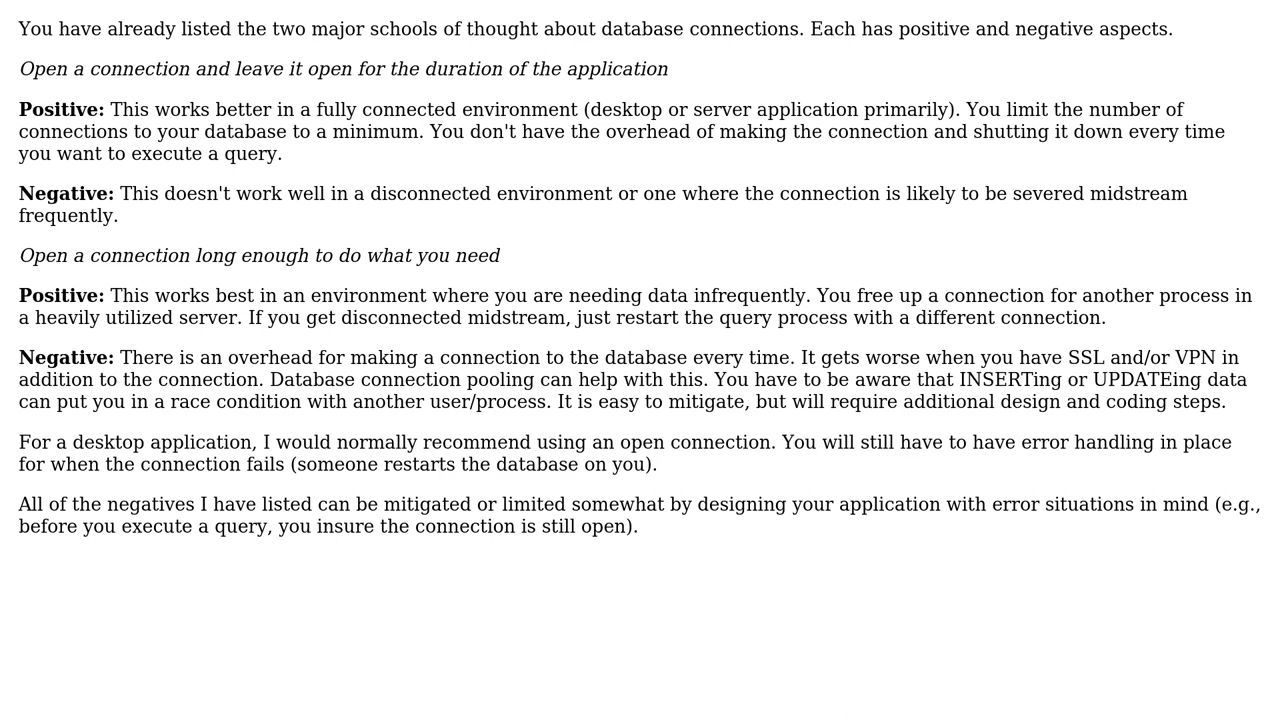 You have already listed the two major schools of thought about database connections. Each has positive and negative aspects.
Open a connection and leave it open for the duration of the application
Positive: This works better in a fully connected environment (desktop or server application primarily). You limit the number of
connections to your database to a minimum. You don't have the overhead of making the connection and shutting it down every time
you want to execute a query.
Negative: This doesn't work well in a disconnected environment or one where the connection is likely to be severed midstream
frequently.
Open a connection long enough to do what you need
Positive: This works best in an environment where you are needing data infrequently. You free up a connection for another process in
a heavily utilized server. If you get disconnected midstream, just restart the query process with a different connection.
Negative: There is an overhead for making a connection to the database every time. It gets worse when you have SSL and/or VPN in
addition to the connection. Database connection pooling can help with this. You have to be aware that INSERTing or UPDATEing data
can put you in a race condition with another user/process. It is easy to mitigate, but will require additional design and coding steps.
For a desktop application, I would normally recommend using an open connection. You will still have to have error handling in place
for when the connection fails (someone restarts the database on you).
All of the negatives I have listed can be mitigated or limited somewhat by designing your application with error situations in mind (e.g.,
before you execute a query, you insure the connection is still open).